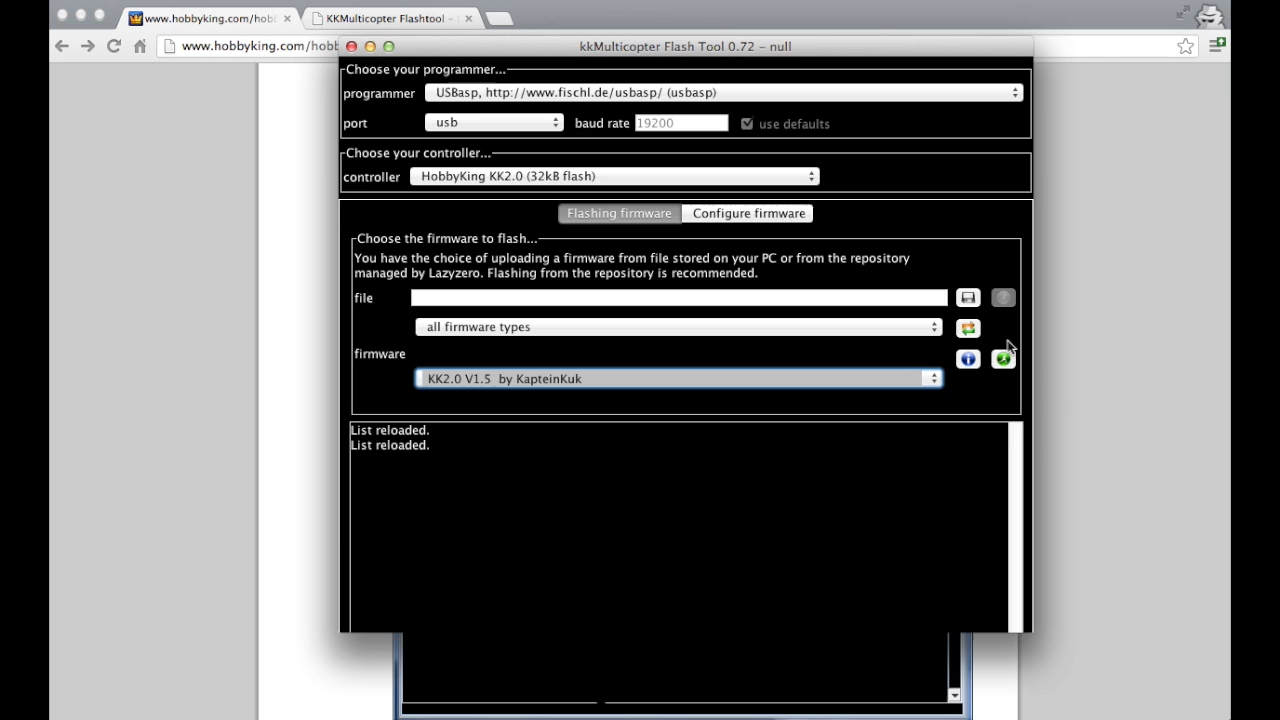 www.hobbyking.com/hobb
KKMulticopter Flashtool -
www.hobbyking.com/hobb
kkMulticopter Flash Tool 0.72 - null
Choose your programmer...
programmer USBasp, http://www.fischl.de/usbasp/ (usbasp)
port usb baud rate 19200 use defaults
Choose your controller...
controller HobbyKing KK2.0 (32kB flash)
Flashing firmware Configure firmware
Choose the firmware to flash...
You have the choice of uploading a firmware from file stored on your PC or from the repository
managed by Lazyzero. Flashing from the repository is recommended.
file
all firmware types
firmware
KK2.0 V1.5 by KapteinKuk
List reloaded.
List reloaded.